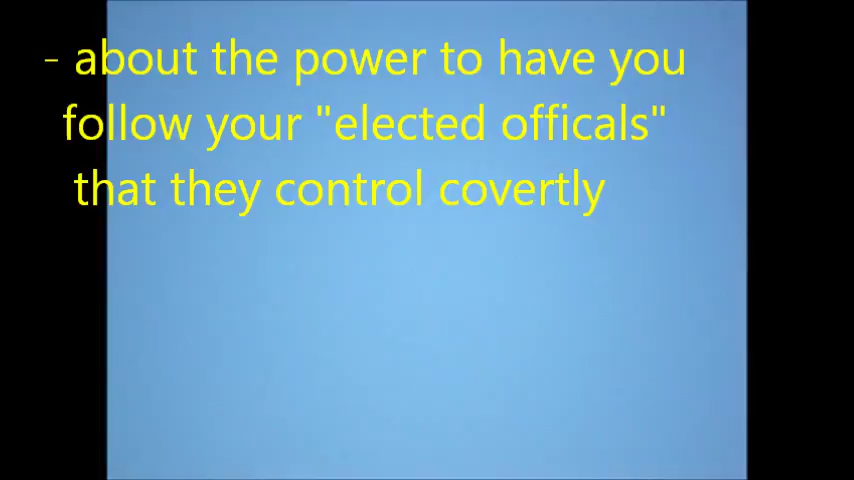 - about the power to have you
follow your "elected officals"
that they control covertly